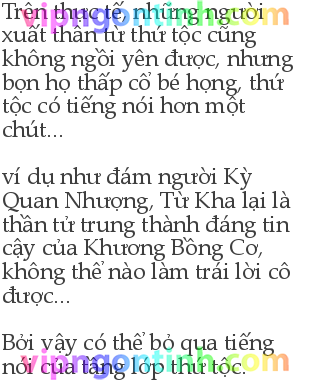 Trên thực tế, những người
xuất thân từ thứ tộc cũng
không ngồi yên được, nhưng
bọn họ thấp cổ bé họng, thứ
tộc có tiếng nói hơn một
chút...
ví dụ như đám người Kỳ
Quan Nhượng, Từ Kha lại là
thần tử trung thành đáng tin
cậy của Khương Bồng Cơ,
không thể nào làm trái lời cô
được...
Bởi vậy có thể bỏ qua tiếng
nói của tầng lớp thứ tộc.
vipngontinh.com
vipngontinh.com